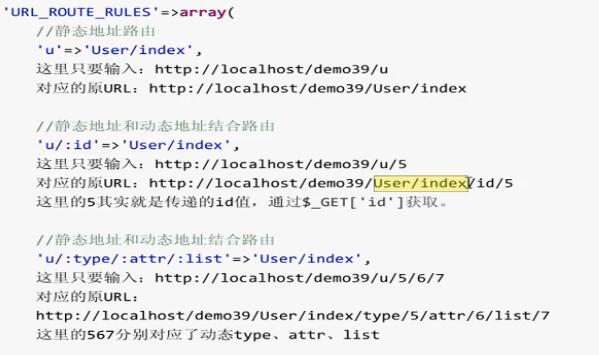 'URL_ROUTE_RULES'=>array(
//静态地址路由
'u'=>'User/index',
这里只要输入：http://localhost/demo39/u
对应的原URL：http://localhost/demo39/User/index
//静态地址和动态地址结合路由
'u/:id'=>'User/index',
这里只要输入：http://localhost/demo39/u/5
对应的原URL：http://localhost/demo39/User/index/id/5
这里的5其实就是传递的id值，通过$_GET['id']获取。
//静态地址和动态地址结合路由
'u/:type/:attr/:list'=>'User/index',
这里只要输入：http://localhost/demo39/u/5/6/7
对应的原URL：
http://localhost/demo39/User/index/type/5/attr/6/list/7
这里的567分别对应了动态type、attr、list